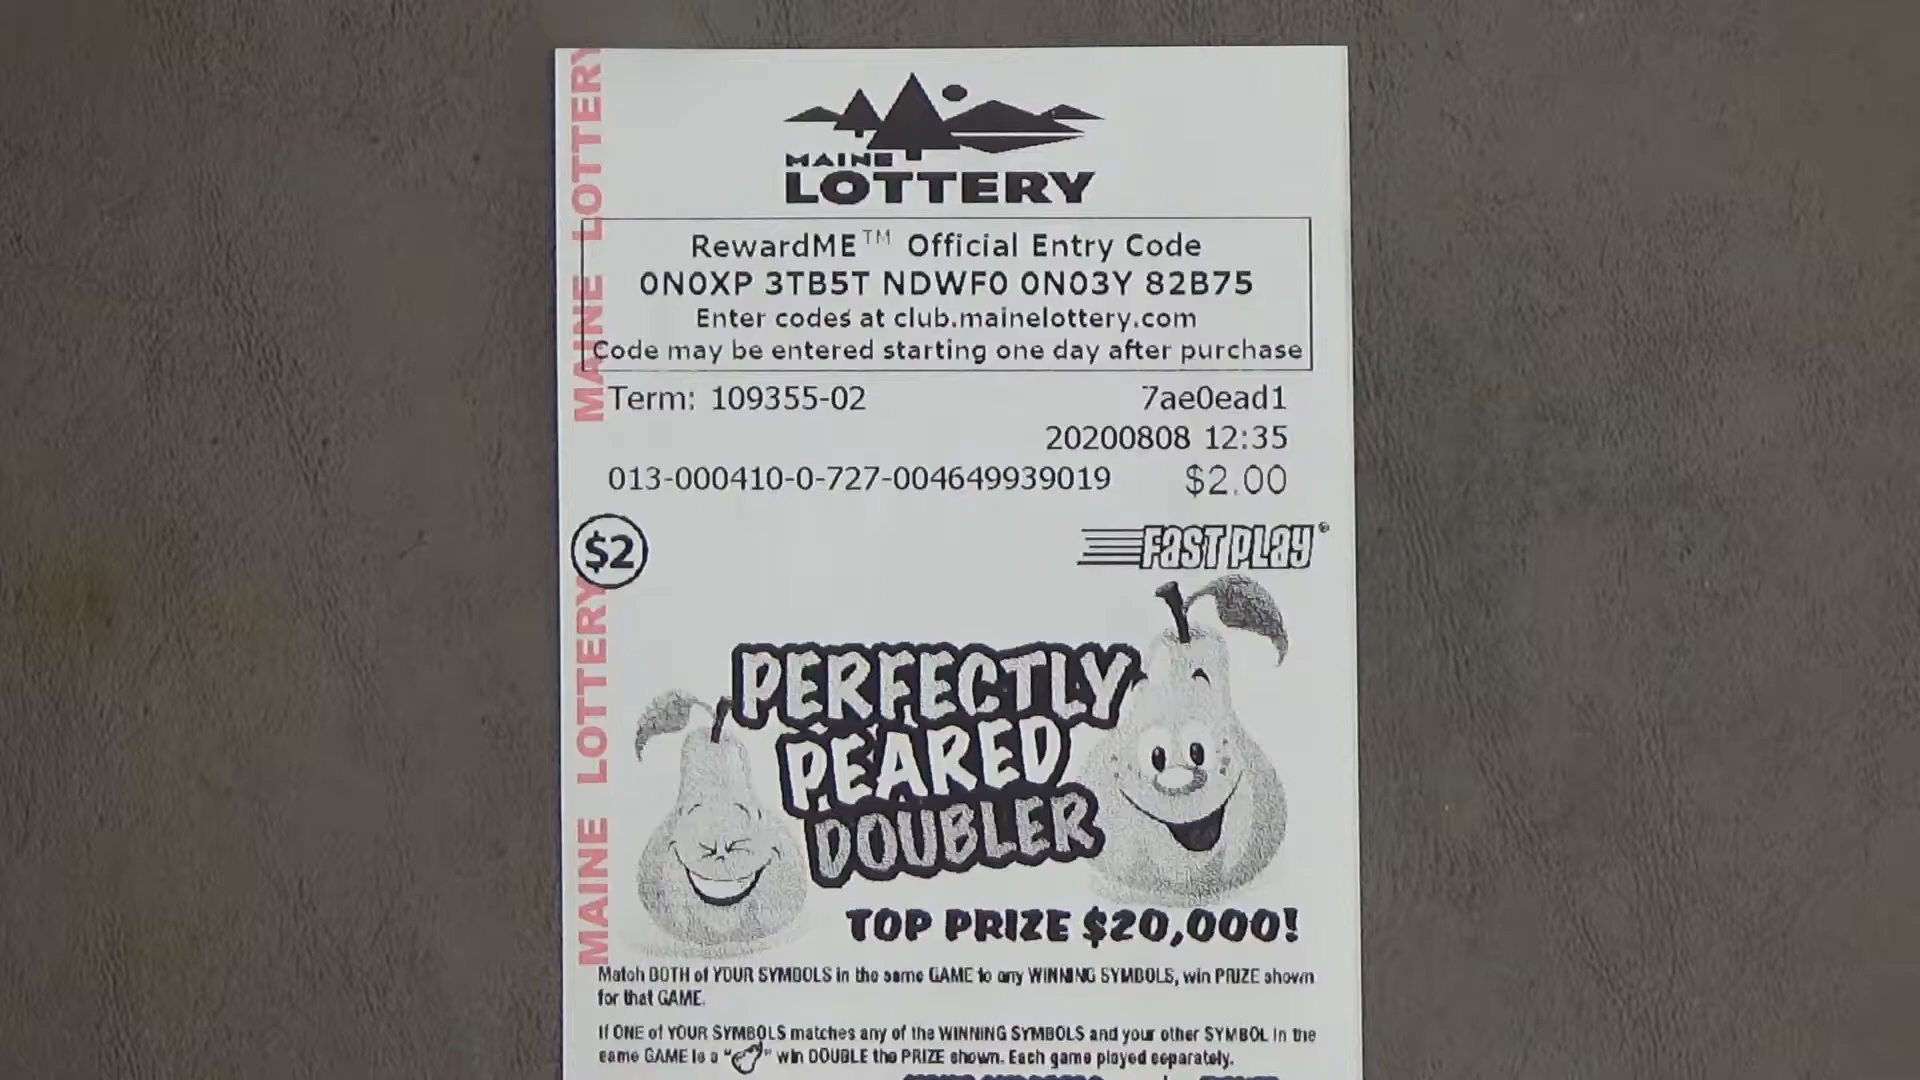 MAINE
LOTTERY
RewardME™ Official Entry Code
0N0XP 3TB5T NDWF0 0N03Y 82B75
Enter codes at club.mainelottery.com
Code may be entered starting one day after purchase
Term: 109355-02 7ae0ead1
20200808 12:35
013-000410-0-727-004649939019 $2.00
$2 FAST PLAY®
PERFECTLY
PEARED
DOUBLER
TOP PRIZE $20,000!
Match BOTH of YOUR SYMBOLS in the same GAME to any WINNING SYMBOLS, win PRIZE shown
for that GAME.
If ONE of YOUR SYMBOLS matches any of the WINNING SYMBOLS and your other SYMBOL in the
same GAME is a " " win DOUBLE the PRIZE shown. Each game played separately.
MAINE LOTTERY
MAINE LOTTERY